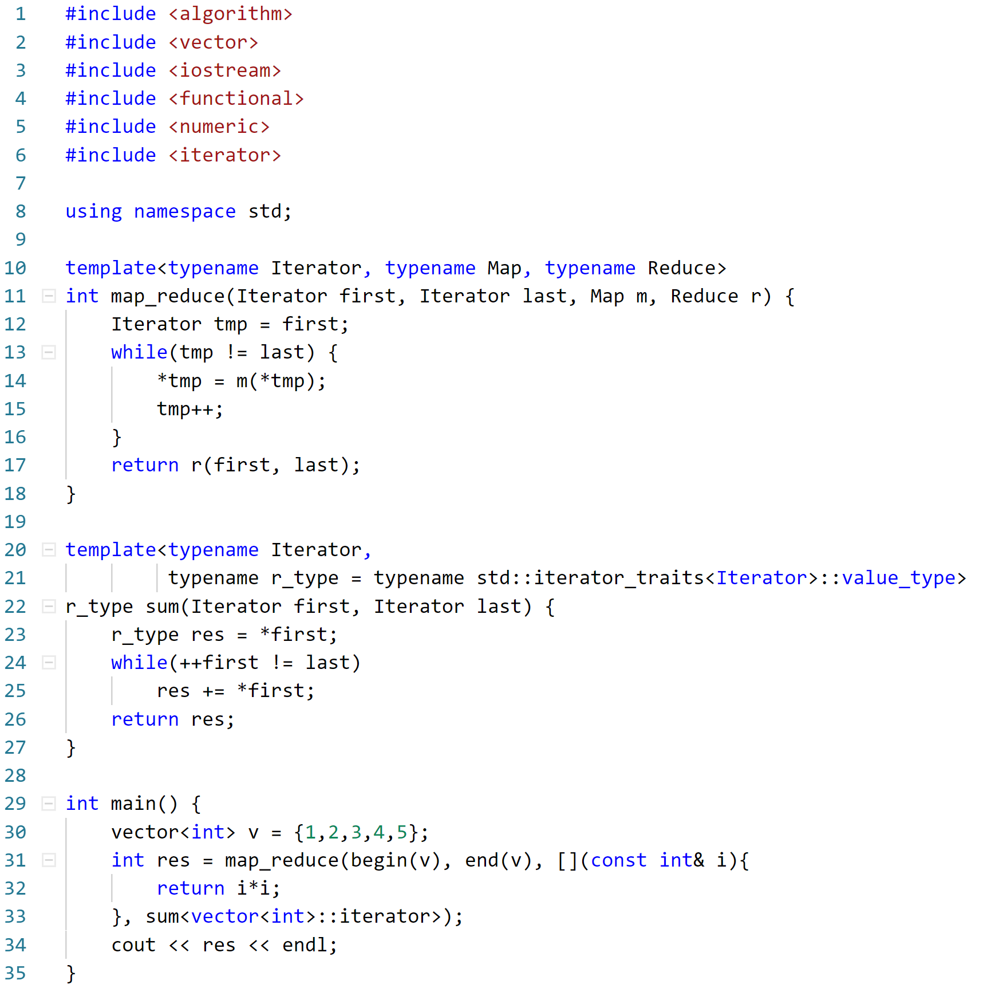 1 #include <algorithm>
2 #include <vector>
3 #include <iostream>
4 #include <functional>
5 #include <numeric>
6 #include <iterator>
7
8 using namespace std;
9
10 template<typename Iterator, typename Map, typename Reduce>
11 int map_reduce(Iterator first, Iterator last, Map m, Reduce r) {
12     Iterator tmp = first;
13     while(tmp != last) {
14         *tmp = m(*tmp);
15         tmp++;
16     }
17     return r(first, last);
18 }
19
20 template<typename Iterator,
21          typename r_type = typename std::iterator_traits<Iterator>::value_type>
22 r_type sum(Iterator first, Iterator last) {
23     r_type res = *first;
24     while(++first != last)
25         res += *first;
26     return res;
27 }
28
29 int main() {
30     vector<int> v = {1,2,3,4,5};
31     int res = map_reduce(begin(v), end(v), [](const int& i){
32         return i*i;
33     }, sum<vector<int>::iterator>);
34     cout << res << endl;
35 }